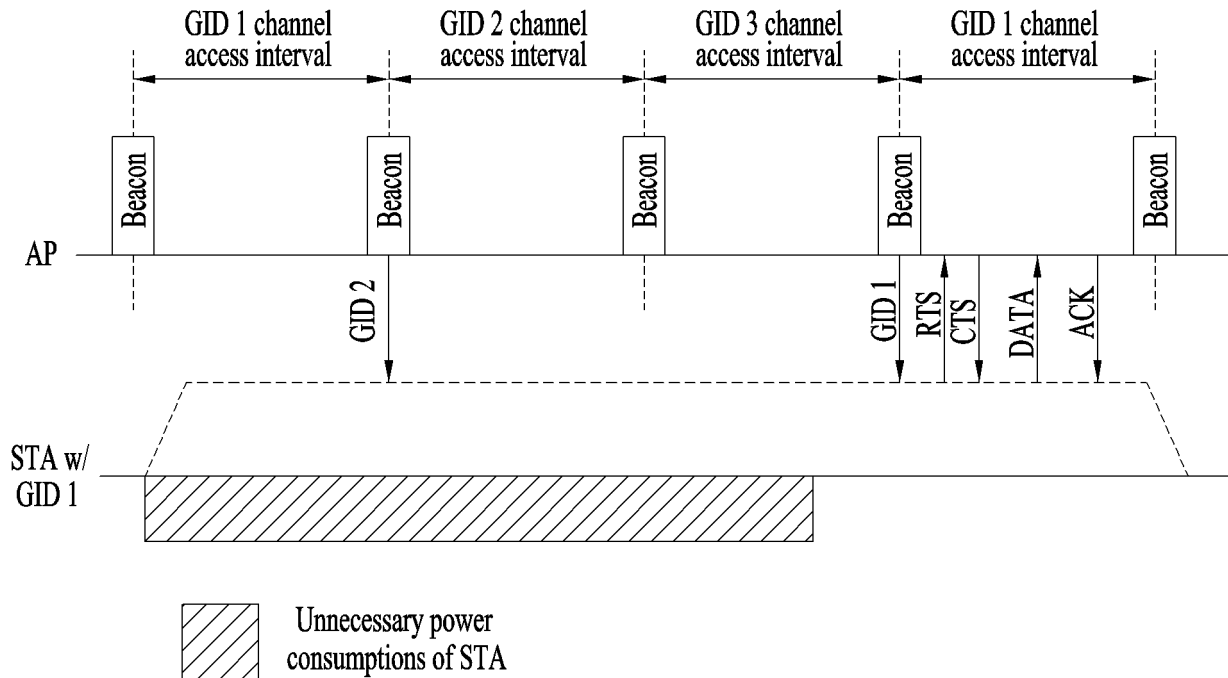 GID 1 channel
access interval
GID 2 channel
access interval
GID 3 channel
access interval
GID 1 channel
access interval
Beacon
Beacon
Beacon
Beacon
Beacon
AP
GID 2
GID 1
RTS
CTS
DATA
ACK
STA w/
GID 1
Unnecessary power
consumptions of STA